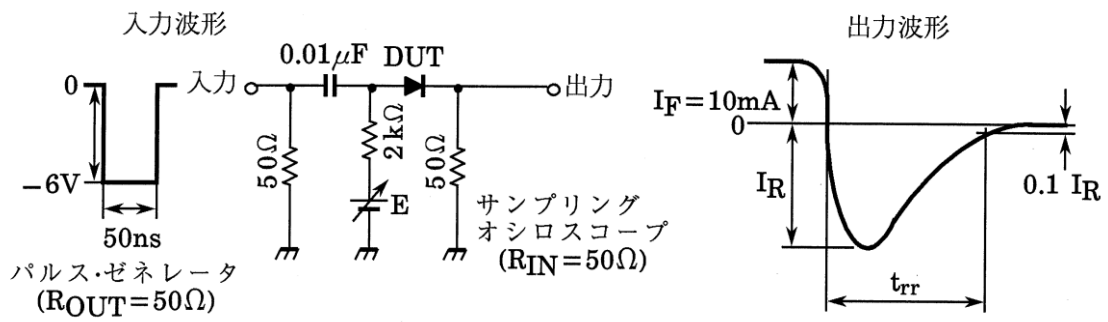 入力波形
0
−6V
50ns
パルス・ゼネレータ
(ROUT=50Ω)
入力
0.01μF
DUT
出力
50Ω
2kΩ
E
50Ω
サンプリング
オシロスコープ
(RIN=50Ω)
出力波形
IF=10mA
0
IR
0.1 IR
trr